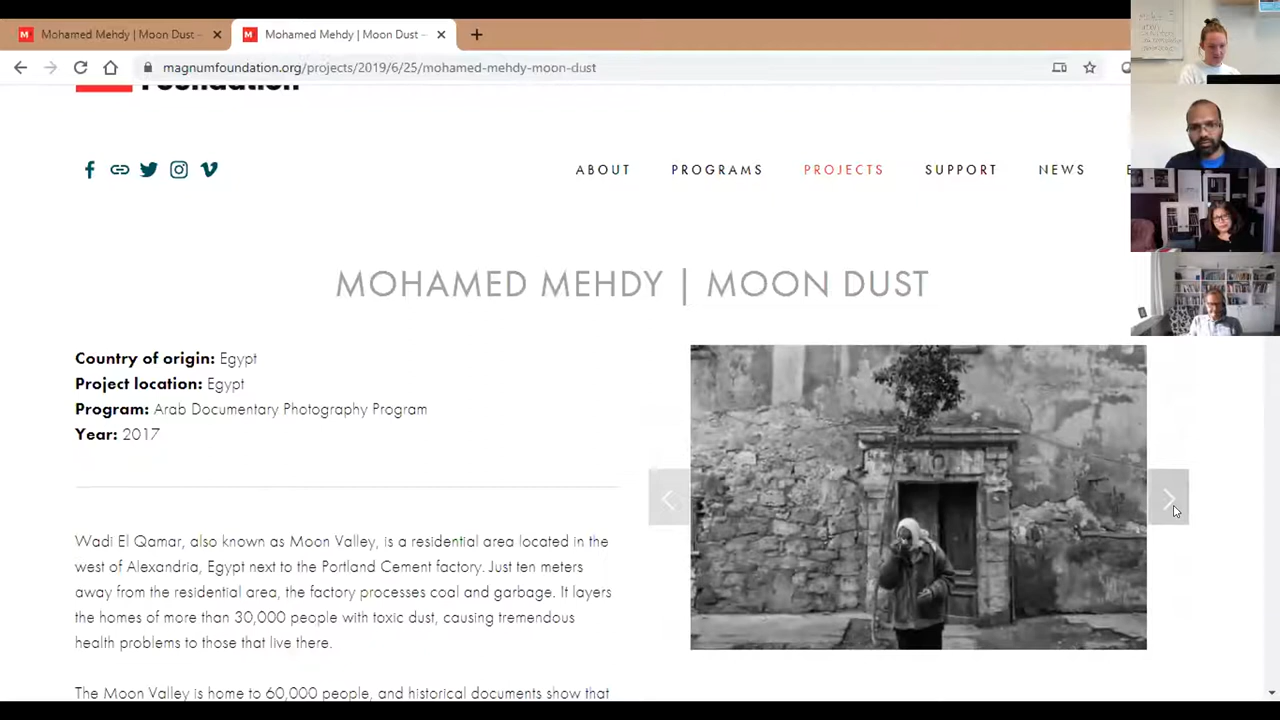 Mohamed Mehdy | Moon Dust –
Mohamed Mehdy | Moon Dust –
magnumfoundation.org/projects/2019/6/25/mohamed-mehdy-moon-dust
Foundation
ABOUT PROGRAMS PROJECTS SUPPORT NEWS E
MOHAMED MEHDY | MOON DUST
Country of origin: Egypt
Project location: Egypt
Program: Arab Documentary Photography Program
Year: 2017
Wadi El Qamar, also known as Moon Valley, is a residential area located in the
west of Alexandria, Egypt next to the Portland Cement factory. Just ten meters
away from the residential area, the factory processes coal and garbage. It layers
the homes of more than 30,000 people with toxic dust, causing tremendous
health problems to those that live there.
The Moon Valley is home to 60,000 people, and historical documents show that